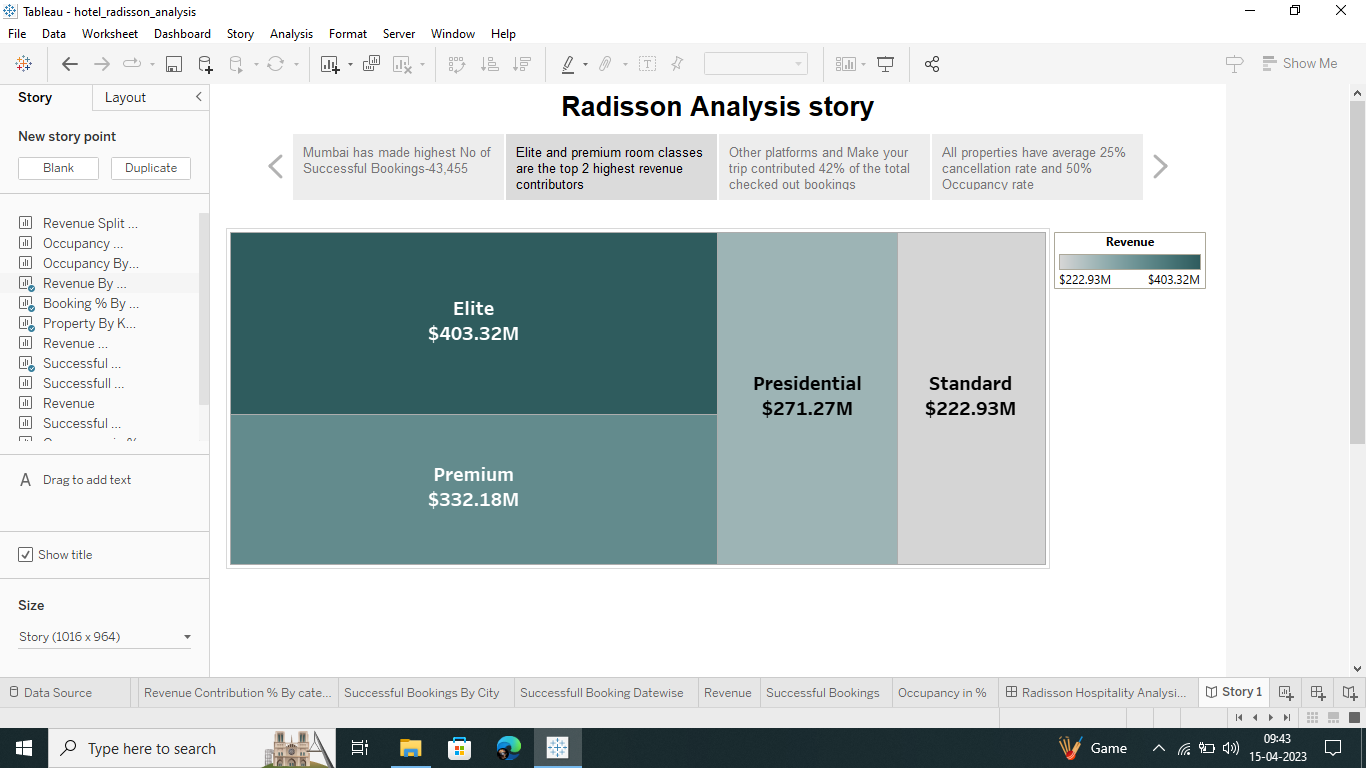 Tableau - hotel_radisson_analysis
File Data Worksheet Dashboard Story Analysis Format Server Window Help
Show Me
Story Layout
New story point
Blank Duplicate
Revenue Split ...
Occupancy ...
Occupancy By...
Revenue By ...
Booking % By ...
Property By K...
Revenue ...
Successful ...
Successfull ...
Revenue
Successful ...
A Drag to add text
Show title
Size
Story (1016 x 964)
Radisson Analysis story
Mumbai has made highest No of
Successful Bookings-43,455
Elite and premium room classes
are the top 2 highest revenue
contributors
Other platforms and Make your
trip contributed 42% of the total
checked out bookings
All properties have average 25%
cancellation rate and 50%
Occupancy rate
Elite
$403.32M
Premium
$332.18M
Presidential
$271.27M
Standard
$222.93M
Revenue
$222.93M $403.32M
Data Source Revenue Contribution % By cate... Successful Bookings By City Successfull Booking Datewise Revenue Successful Bookings Occupancy in % Radisson Hospitality Analysi... Story 1
Type here to search
Game
09:43
15-04-2023